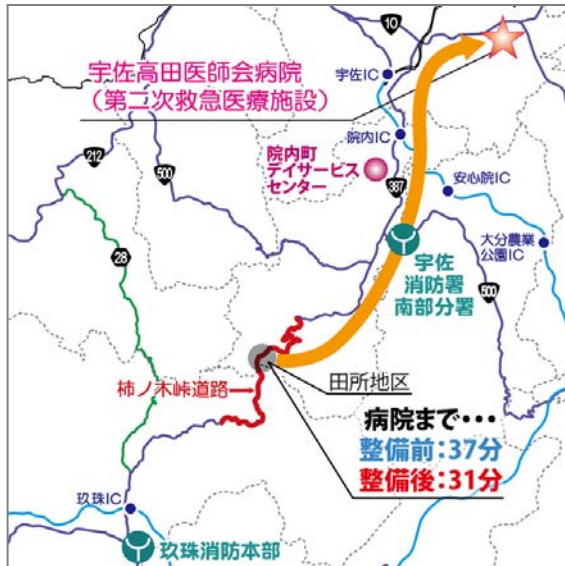 10
宇佐高田医師会病院
(第二次救急医療施設)
宇佐IC
院内IC
212
500
院内町
デイサービス
センター
387
安心院IC
宇佐
消防署
南部分署
大分農業
公園IC
28
500
柿ノ木峠道路
田所地区
病院まで・・・
整備前:37分
整備後:31分
玖珠IC
玖珠消防本部